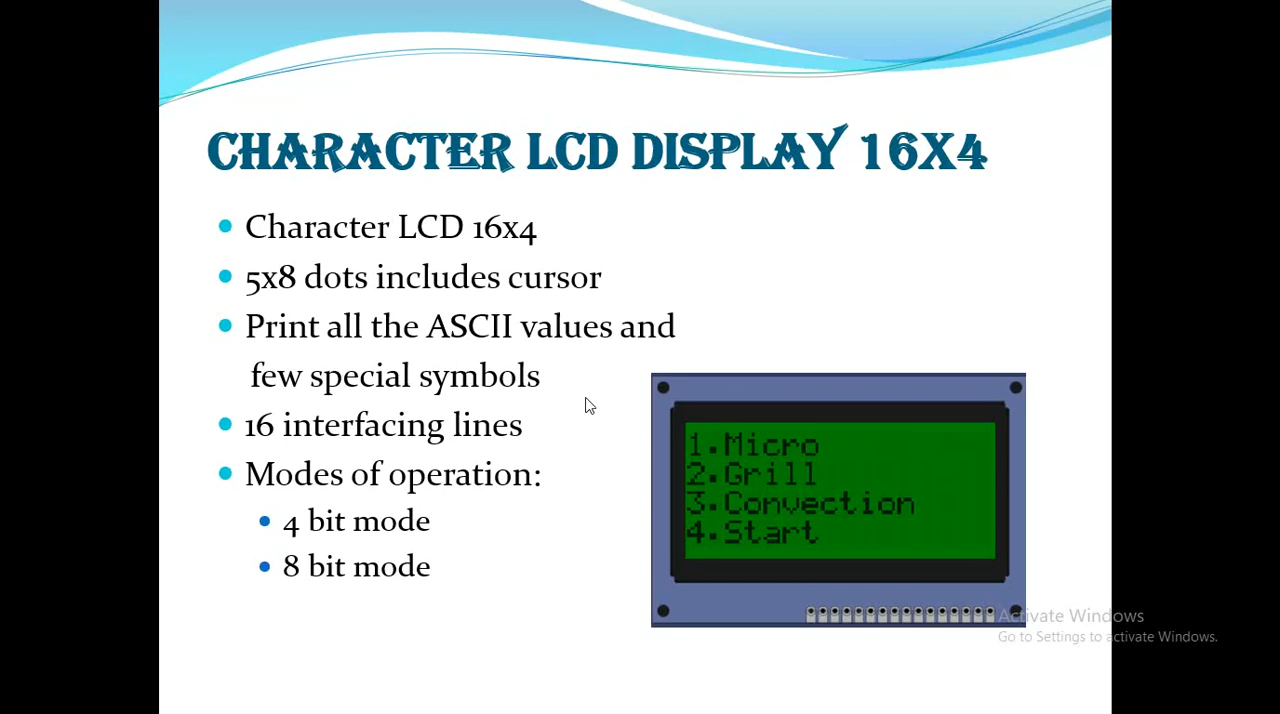 CHARACTER LCD DISPLAY 16X4
Character LCD 16x4
5x8 dots includes cursor
Print all the ASCII values and
few special symbols
16 interfacing lines
Modes of operation:
4 bit mode
8 bit mode
1.Micro
2.Grill
3.Convection
4.Start
Activate Windows
Go to Settings to activate Windows.